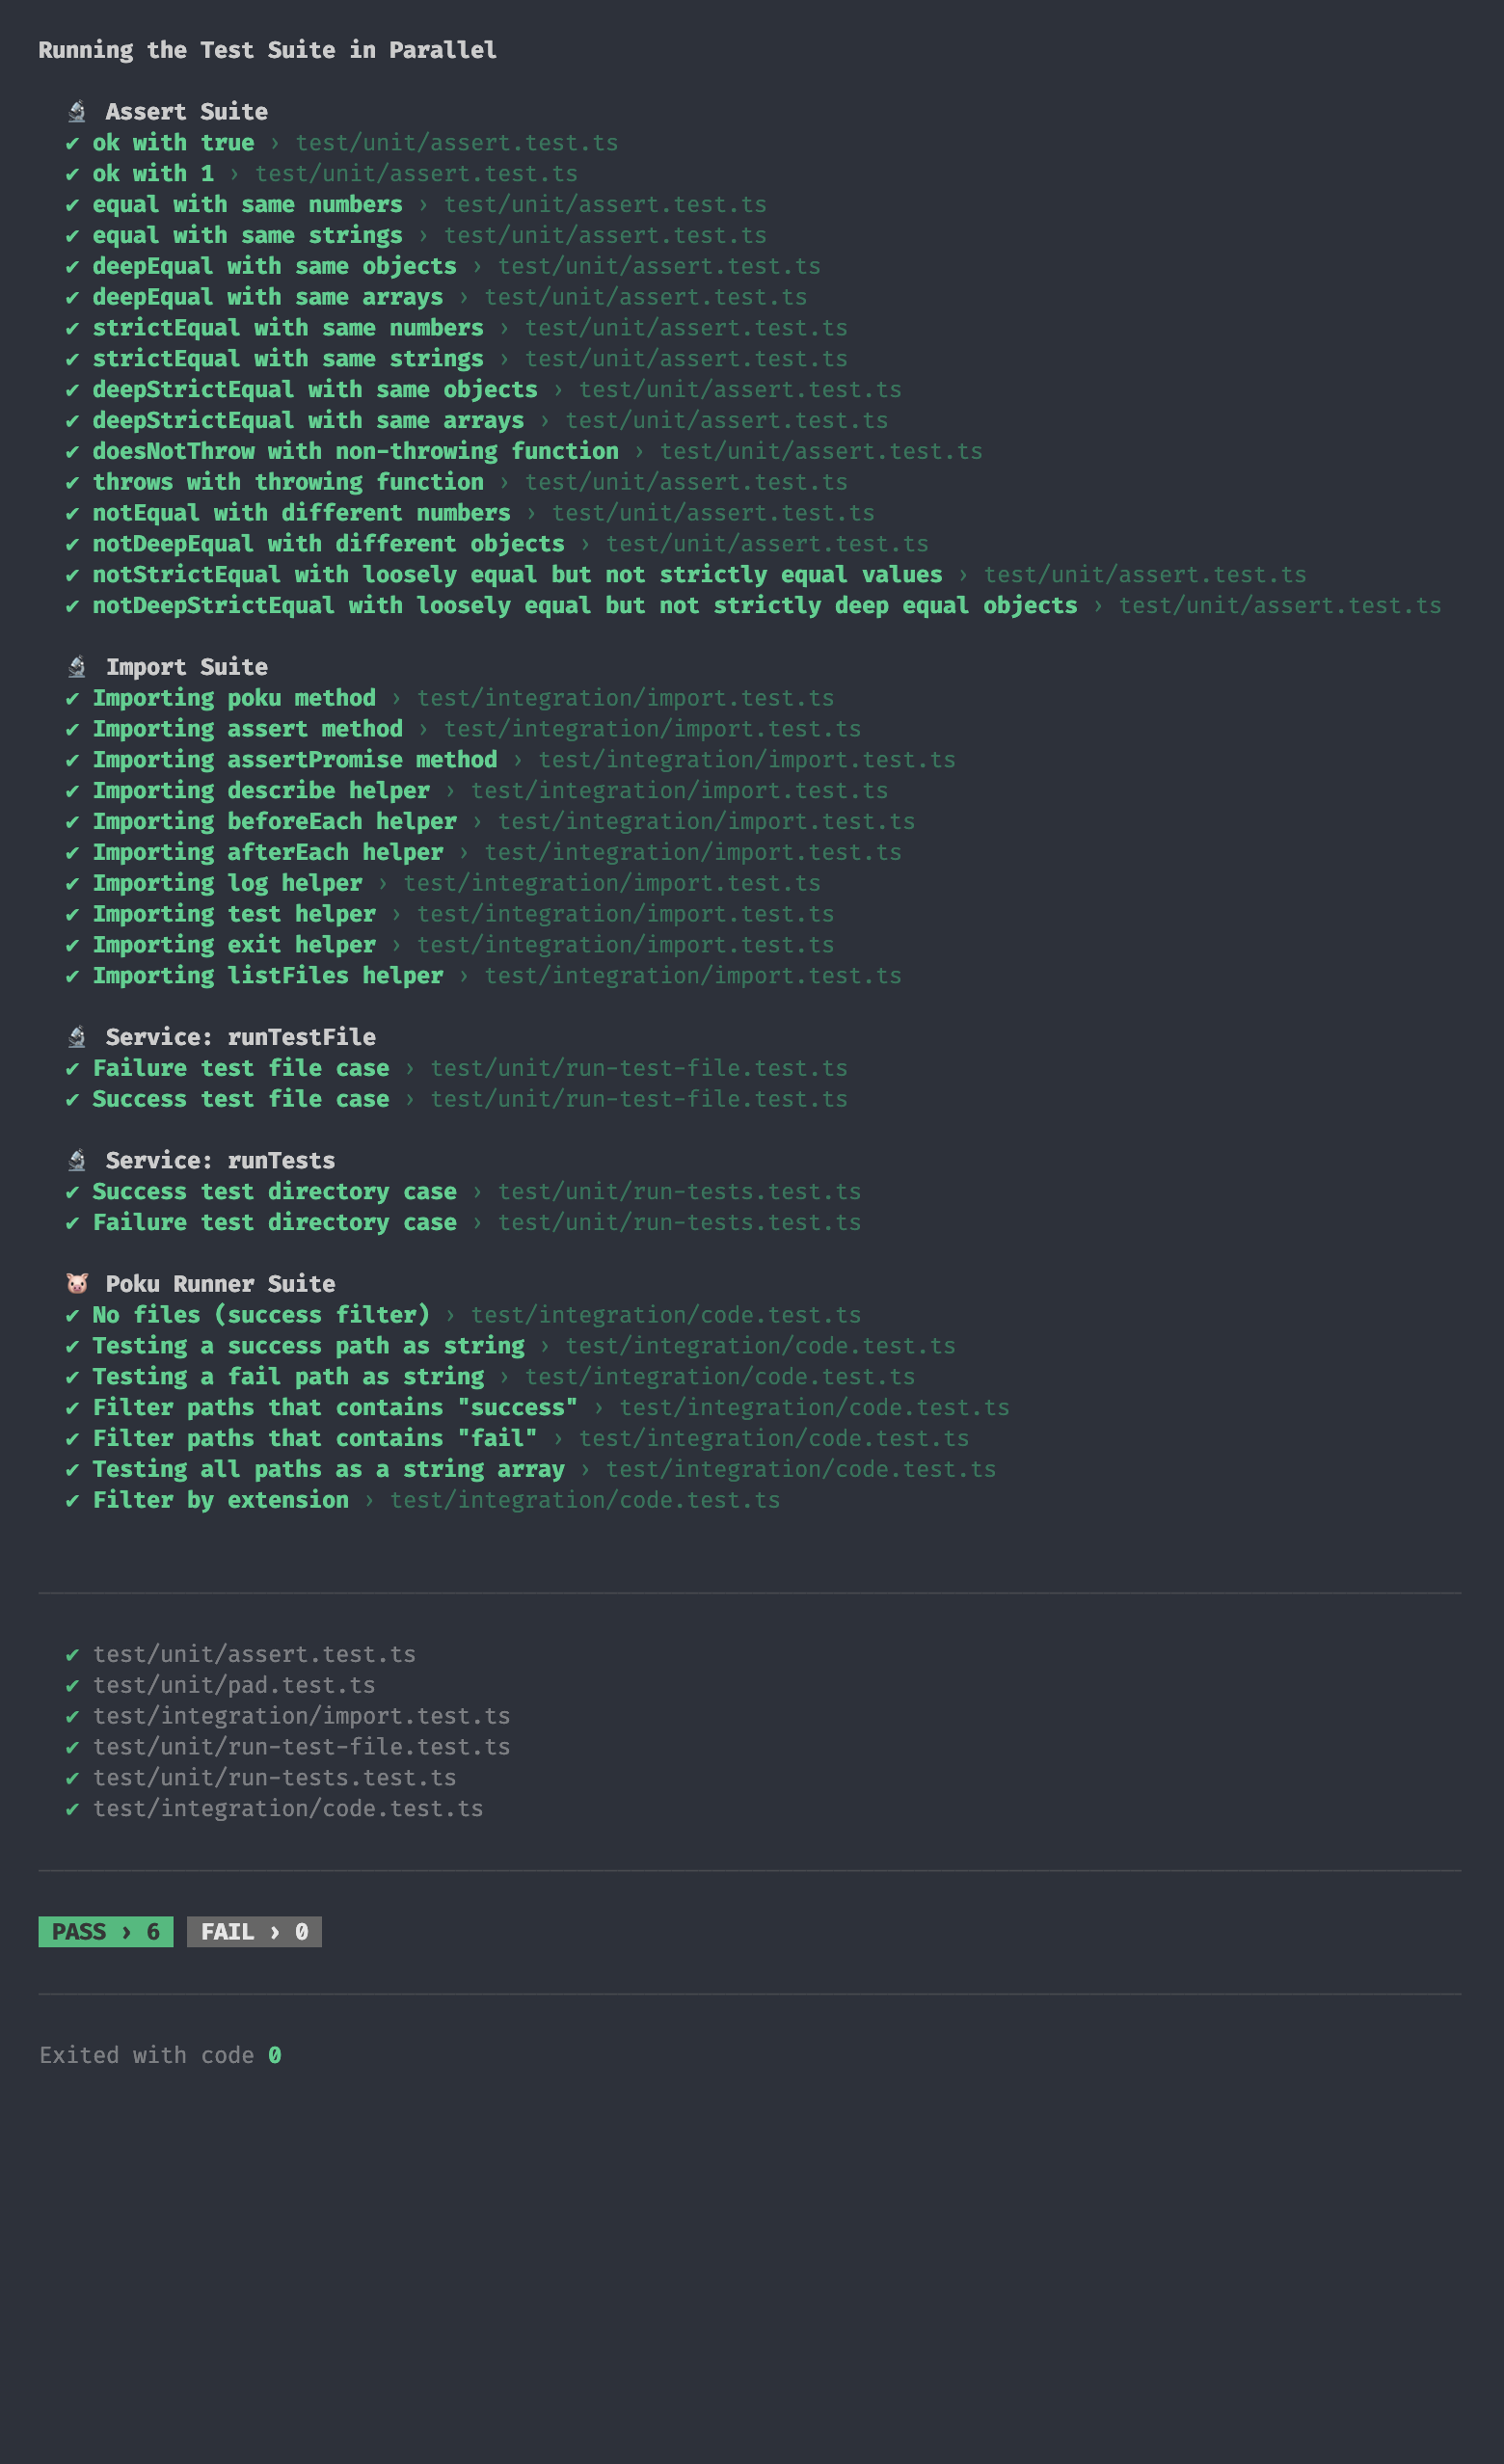 Running the Test Suite in Parallel
🔬 Assert Suite
✔ ok with true › test/unit/assert.test.ts
✔ ok with 1 › test/unit/assert.test.ts
✔ equal with same numbers › test/unit/assert.test.ts
✔ equal with same strings › test/unit/assert.test.ts
✔ deepEqual with same objects › test/unit/assert.test.ts
✔ deepEqual with same arrays › test/unit/assert.test.ts
✔ strictEqual with same numbers › test/unit/assert.test.ts
✔ strictEqual with same strings › test/unit/assert.test.ts
✔ deepStrictEqual with same objects › test/unit/assert.test.ts
✔ deepStrictEqual with same arrays › test/unit/assert.test.ts
✔ doesNotThrow with non-throwing function › test/unit/assert.test.ts
✔ throws with throwing function › test/unit/assert.test.ts
✔ notEqual with different numbers › test/unit/assert.test.ts
✔ notDeepEqual with different objects › test/unit/assert.test.ts
✔ notStrictEqual with loosely equal but not strictly equal values › test/unit/assert.test.ts
✔ notDeepStrictEqual with loosely equal but not strictly deep equal objects › test/unit/assert.test.ts
🔬 Import Suite
✔ Importing poku method › test/integration/import.test.ts
✔ Importing assert method › test/integration/import.test.ts
✔ Importing assertPromise method › test/integration/import.test.ts
✔ Importing describe helper › test/integration/import.test.ts
✔ Importing beforeEach helper › test/integration/import.test.ts
✔ Importing afterEach helper › test/integration/import.test.ts
✔ Importing log helper › test/integration/import.test.ts
✔ Importing test helper › test/integration/import.test.ts
✔ Importing exit helper › test/integration/import.test.ts
✔ Importing listFiles helper › test/integration/import.test.ts
🔬 Service: runTestFile
✔ Failure test file case › test/unit/run-test-file.test.ts
✔ Success test file case › test/unit/run-test-file.test.ts
🔬 Service: runTests
✔ Success test directory case › test/unit/run-tests.test.ts
✔ Failure test directory case › test/unit/run-tests.test.ts
🐷 Poku Runner Suite
✔ No files (success filter) › test/integration/code.test.ts
✔ Testing a success path as string › test/integration/code.test.ts
✔ Testing a fail path as string › test/integration/code.test.ts
✔ Filter paths that contains "success" › test/integration/code.test.ts
✔ Filter paths that contains "fail" › test/integration/code.test.ts
✔ Testing all paths as a string array › test/integration/code.test.ts
✔ Filter by extension › test/integration/code.test.ts
✔ test/unit/assert.test.ts
✔ test/unit/pad.test.ts
✔ test/integration/import.test.ts
✔ test/unit/run-test-file.test.ts
✔ test/unit/run-tests.test.ts
✔ test/integration/code.test.ts
PASS › 6 FAIL › 0
Exited with code 0